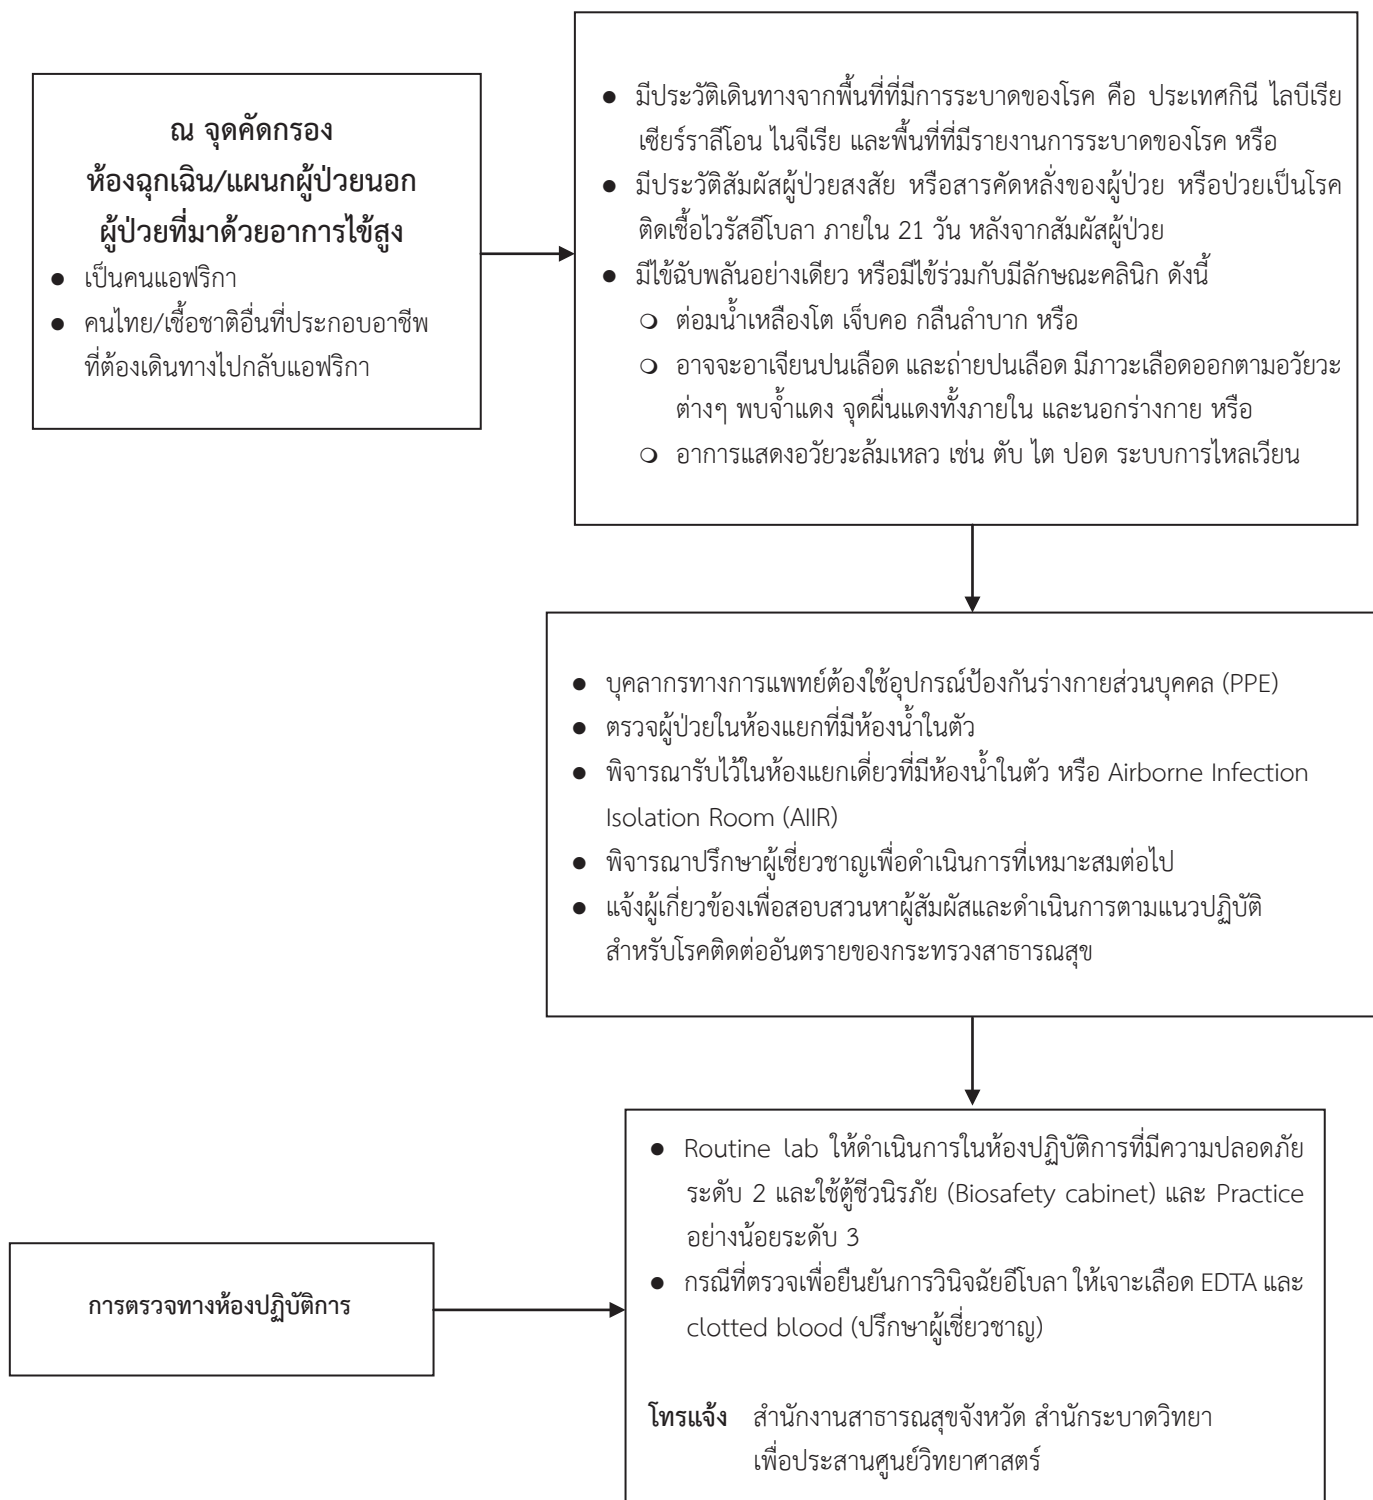 ณ จุดคัดกรอง
ห้องฉุกเฉิน/แผนกผู้ป่วยนอก
ผู้ป่วยที่มาด้วยอาการไข้สูง
● เป็นคนแอฟริกา
● คนไทย/เชื้อชาติอื่นที่ประกอบอาชีพ
ที่ต้องเดินทางไปกลับแอฟริกา
● มีประวัติเดินทางจากพื้นที่ที่มีการระบาดของโรค คือ ประเทศกินี ไลบีเรีย
เซียร์ราลีโอน ไนจีเรีย และพื้นที่ที่มีรายงานการระบาดของโรค หรือ
● มีประวัติสัมผัสผู้ป่วยสงสัย หรือสารคัดหลั่งของผู้ป่วย หรือป่วยเป็นโรค
ติดเชื้อไวรัสอีโบลา ภายใน 21 วัน หลังจากสัมผัสผู้ป่วย
● มีไข้ฉับพลันอย่างเดียว หรือมีไข้ร่วมกับมีลักษณะคลินิก ดังนี้
❍ ต่อมน้ำเหลืองโต เจ็บคอ กลืนลำบาก หรือ
❍ อาจจะอาเจียนปนเลือด และถ่ายปนเลือด มีภาวะเลือดออกตามอวัยวะ
ต่างๆ พบจ้ำแดง จุดผื่นแดงทั้งภายใน และนอกร่างกาย หรือ
❍ อาการแสดงอวัยวะล้มเหลว เช่น ตับ ไต ปอด ระบบการไหลเวียน
● บุคลากรทางการแพทย์ต้องใช้อุปกรณ์ป้องกันร่างกายส่วนบุคคล (PPE)
● ตรวจผู้ป่วยในห้องแยกที่มีห้องน้ำในตัว
● พิจารณารับไว้ในห้องแยกเดี่ยวที่มีห้องน้ำในตัว หรือ Airborne Infection
Isolation Room (AIIR)
● พิจารณาปรึกษาผู้เชี่ยวชาญเพื่อดำเนินการที่เหมาะสมต่อไป
● แจ้งผู้เกี่ยวข้องเพื่อสอบสวนหาผู้สัมผัสและดำเนินการตามแนวปฏิบัติ
สำหรับโรคติดต่ออันตรายของกระทรวงสาธารณสุข
● Routine lab ให้ดำเนินการในห้องปฏิบัติการที่มีความปลอดภัย
ระดับ 2 และใช้ตู้ชีวนิรภัย (Biosafety cabinet) และ Practice
อย่างน้อยระดับ 3
● กรณีที่ตรวจเพื่อยืนยันการวินิจฉัยอีโบลา ให้เจาะเลือด EDTA และ
clotted blood (ปรึกษาผู้เชี่ยวชาญ)
การตรวจทางห้องปฏิบัติการ
โทรแจ้ง สำนักงานสาธารณสุขจังหวัด สำนักระบาดวิทยา
เพื่อประสานศูนย์วิทยาศาสตร์